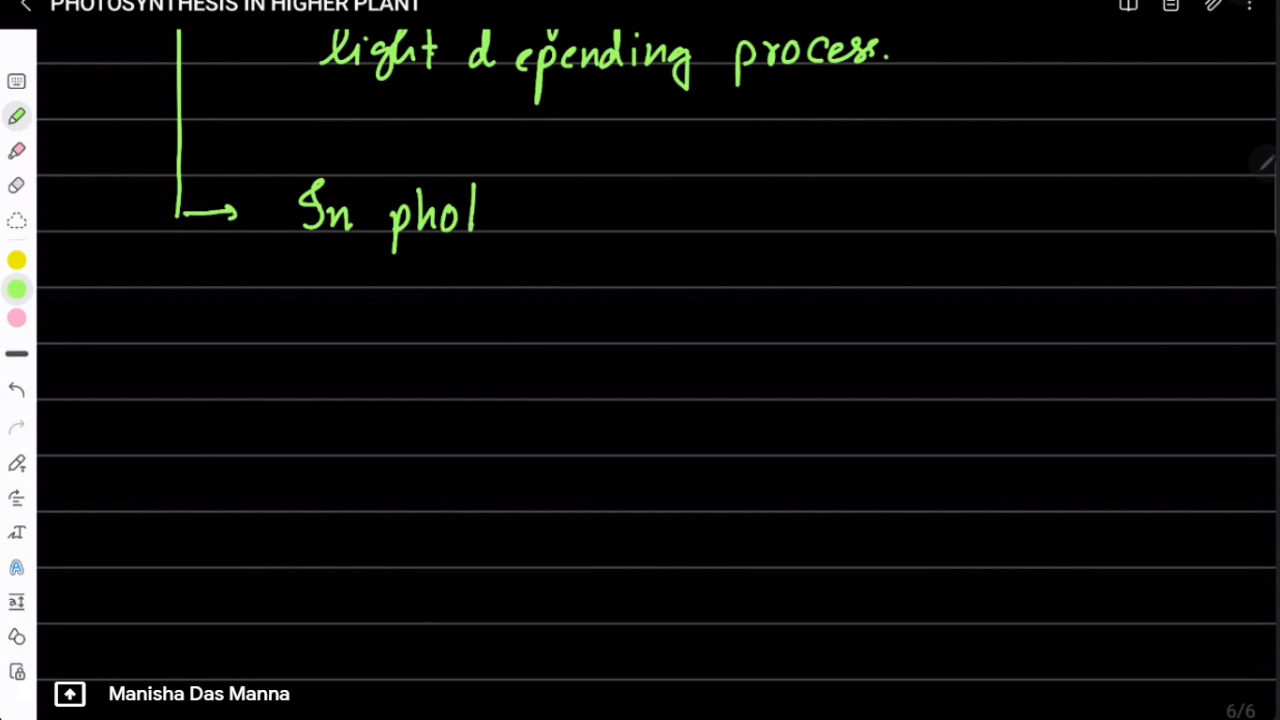 PHOTOSYNTHESIS IN HIGHER PLANT
light depending process.
In phol
Manisha Das Manna
6/6